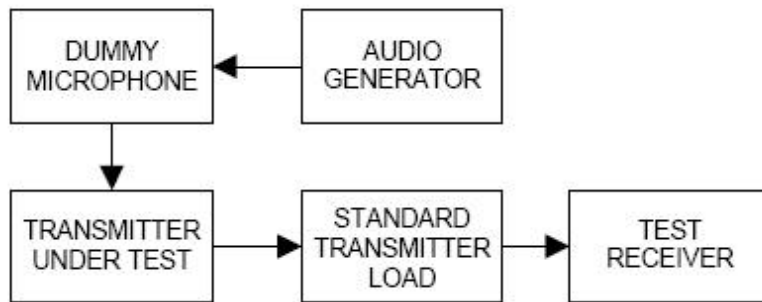 DUMMY
MICROPHONE
AUDIO
GENERATOR
TRANSMITTER
UNDER TEST
STANDARD
TRANSMITTER
LOAD
TEST
RECEIVER